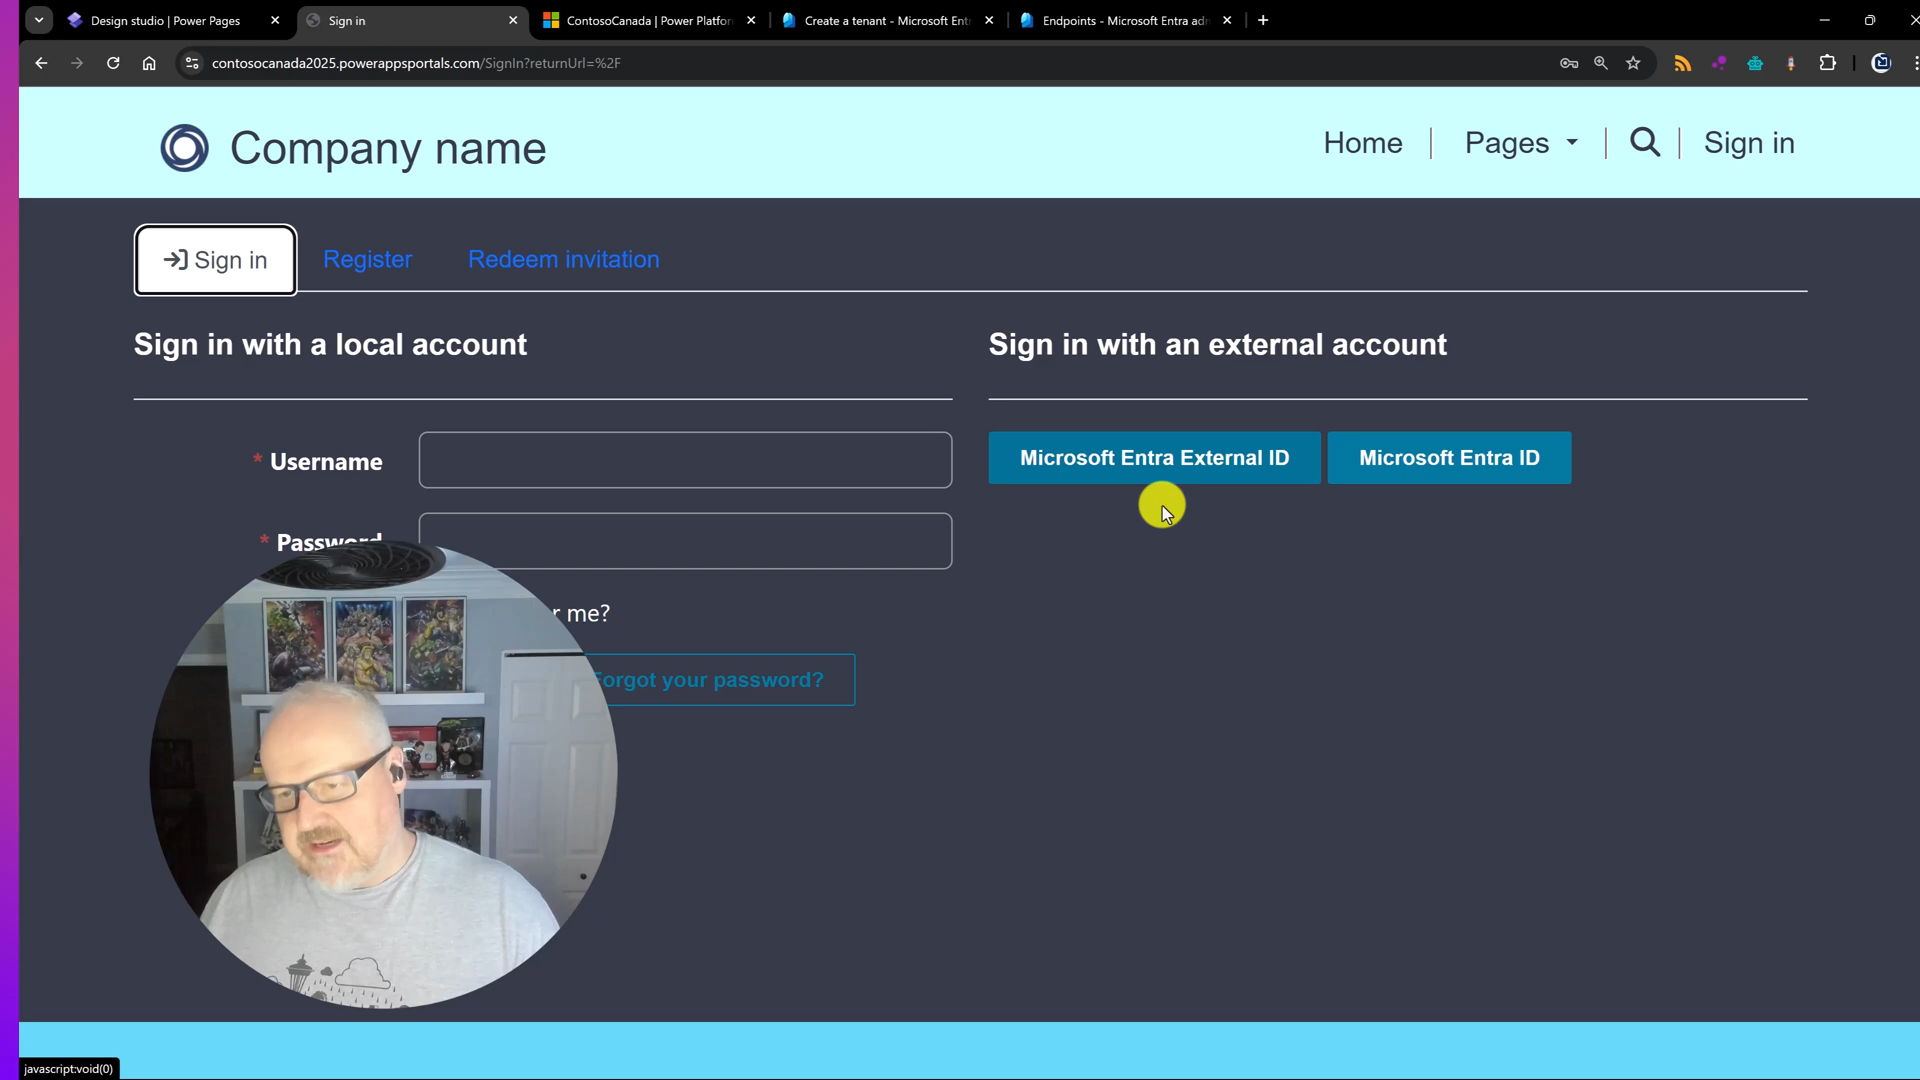 Design studio | Power Pages
Sign in
ContosoCanada | Power Platfor
Create a tenant - Microsoft Ent
Endpoints - Microsoft Entra adm
contosocanada2025.powerappsportals.com/SignIn?returnUrl=%2F
Company name
Home
Pages
Sign in
Sign in
Register
Redeem invitation
Sign in with a local account
Sign in with an external account
* Username
Microsoft Entra External ID
Microsoft Entra ID
* Password
r me?
Forgot your password?
javascript:void(0)